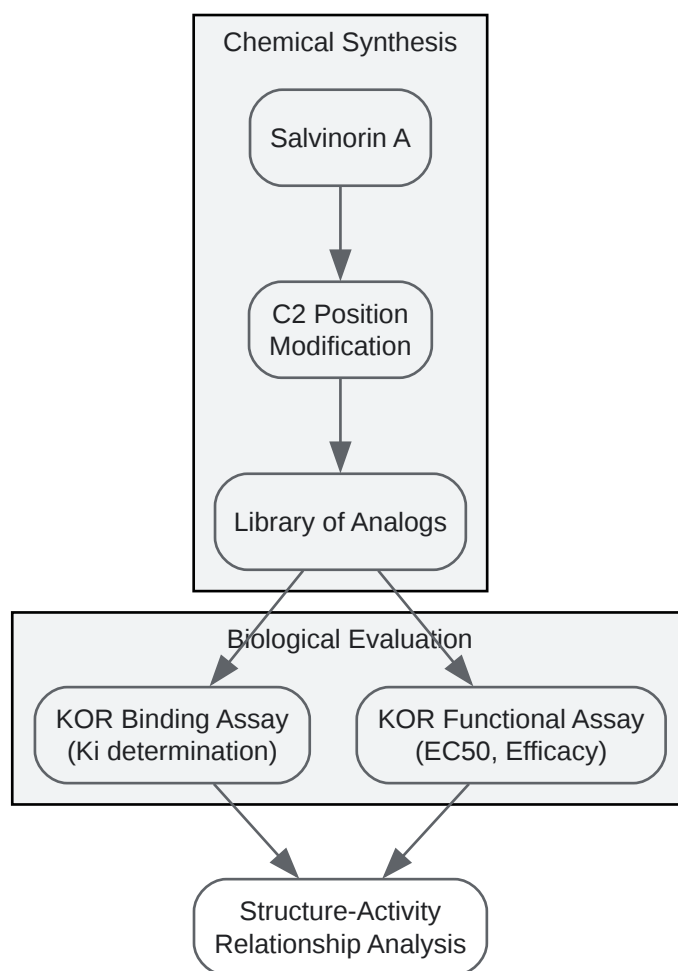 Chemical Synthesis
Salvinorin A
C2 Position
Modification
Library of Analogs
Biological Evaluation
KOR Binding Assay
(Ki determination)
KOR Functional Assay
(EC50, Efficacy)
Structure-Activity
Relationship Analysis